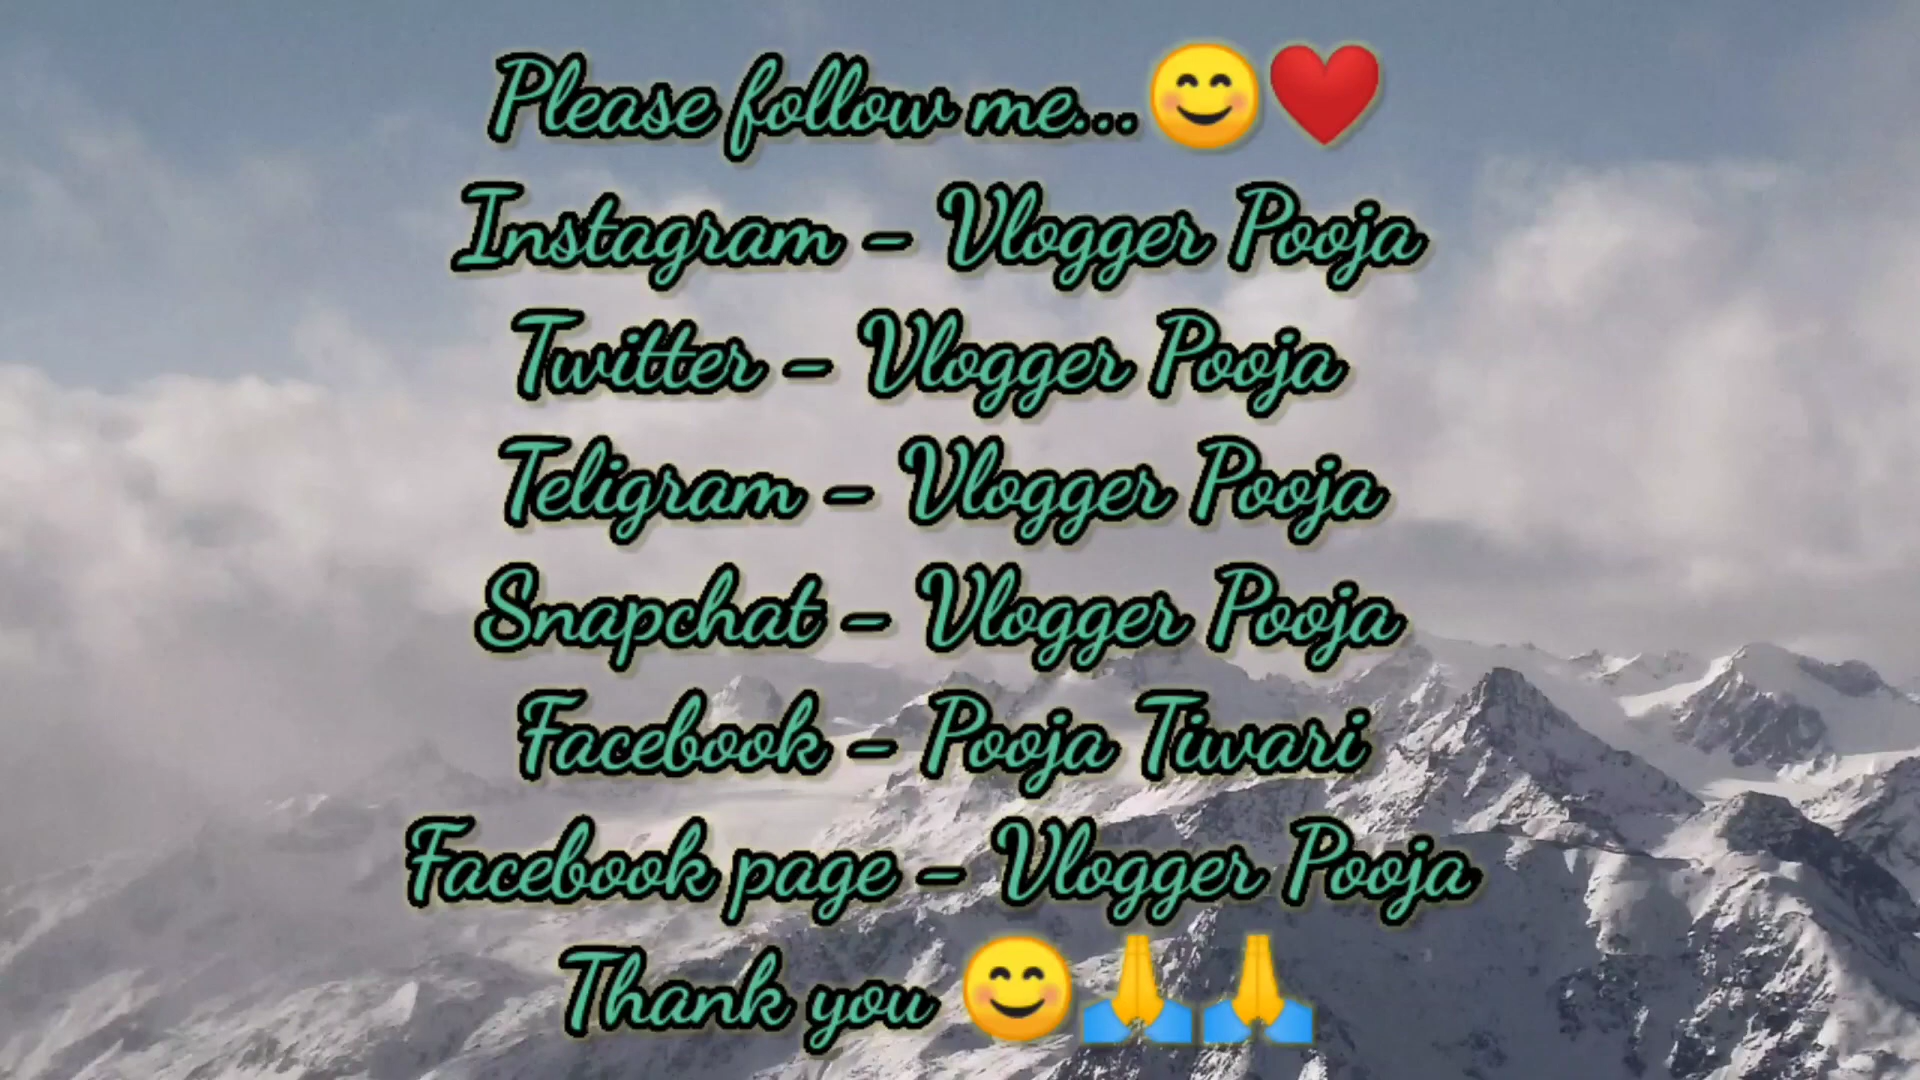 Please follow me...😊❤️
Instagram - Vlogger Pooja
Twitter - Vlogger Pooja
Teligram - Vlogger Pooja
Snapchat - Vlogger Pooja
Facebook - Pooja Tiwari
Facebook page - Vlogger Pooja
Thank you 😊🙏🙏